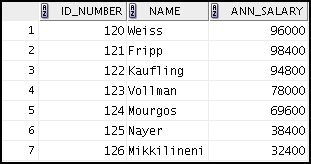 ID_NUMBER NAME ANN_SALARY
1 120 Weiss 96000
2 121 Fripp 98400
3 122 Kaufling 94800
4 123 Vollman 78000
5 124 Mourgos 69600
6 125 Nayer 38400
7 126 Mikkilineni 32400